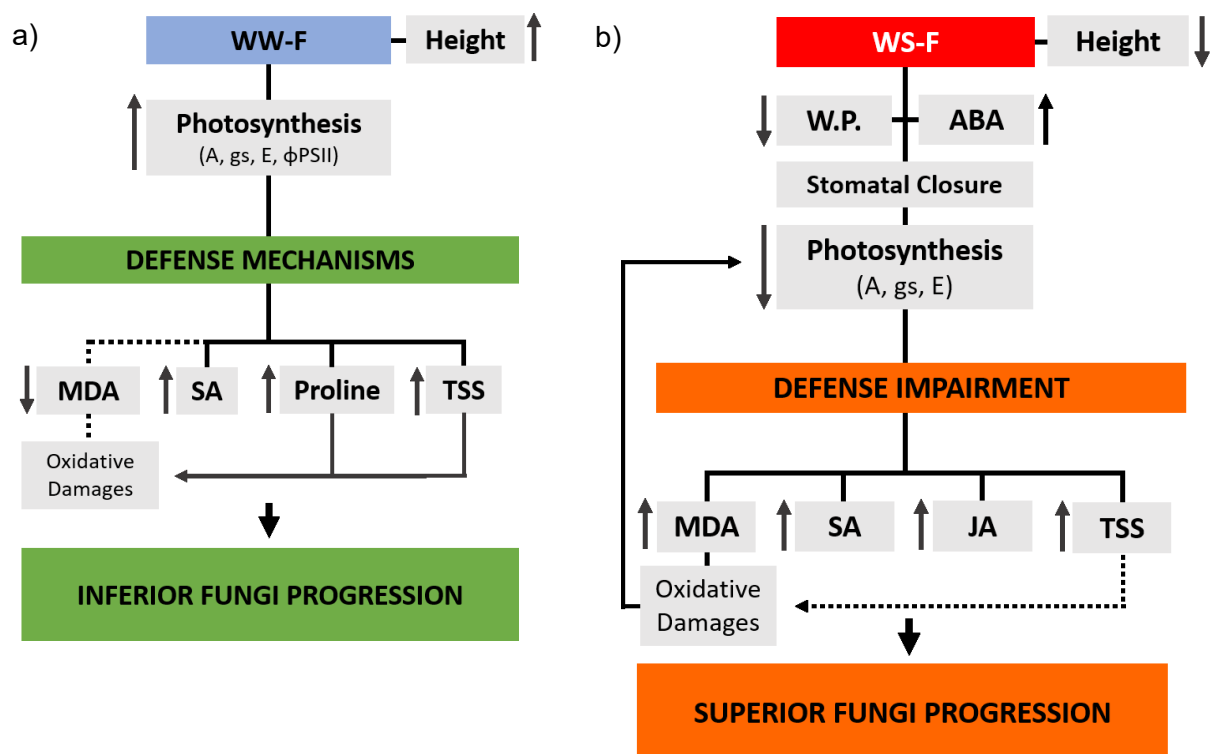 a)
WW-F
Height
Photosynthesis
(A, gs, E, ϕPSII)
DEFENSE MECHANISMS
MDA
SA
Proline
TSS
Oxidative
Damages
INFERIOR FUNGI PROGRESSION
b)
WS-F
Height
W.P.
ABA
Stomatal Closure
Photosynthesis
(A, gs, E)
DEFENSE IMPAIRMENT
MDA
SA
JA
TSS
Oxidative
Damages
SUPERIOR FUNGI PROGRESSION